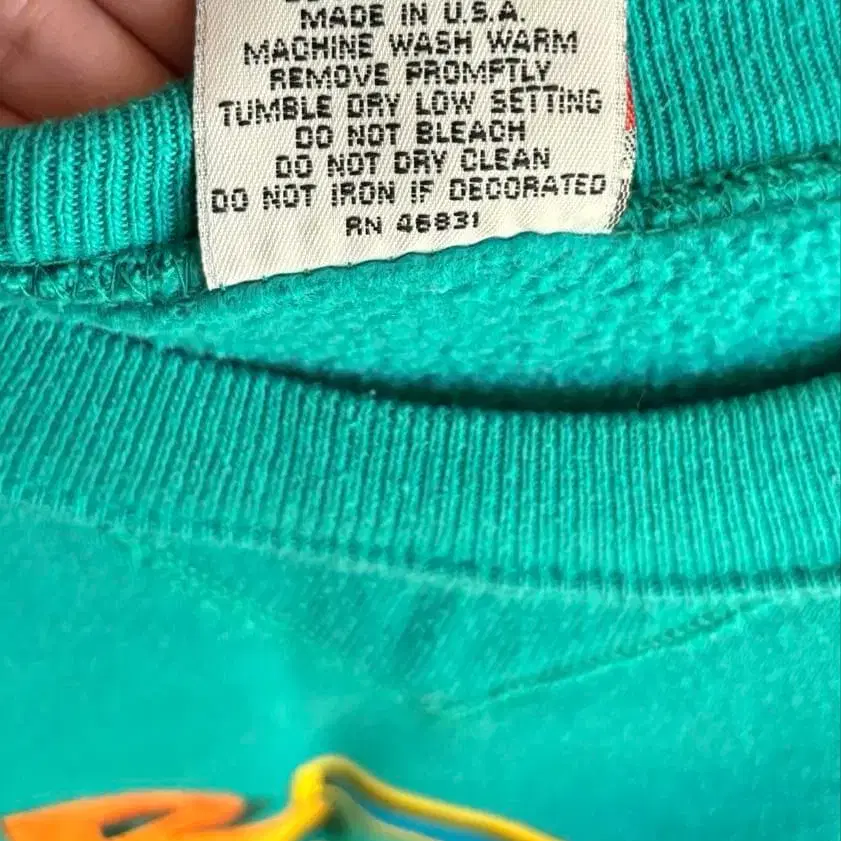 MADE IN U.S.A.
MACHINE WASH WARM
REMOVE PROMPTLY
TUMBLE DRY LOW SETTING
DO NOT BLEACH
DO NOT DRY CLEAN
DO NOT IRON IF DECORATED
RN 46831